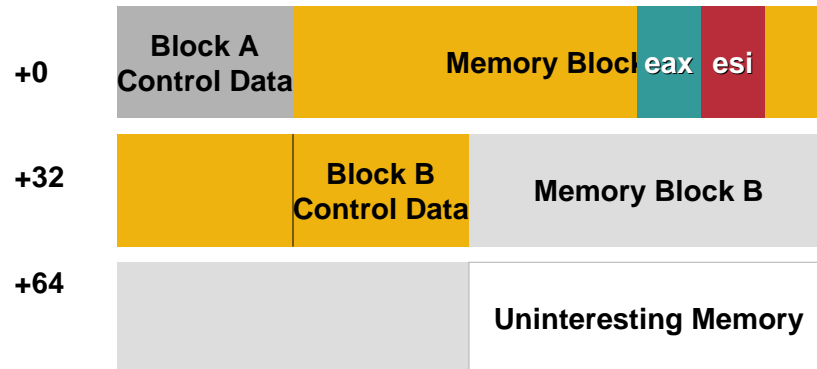 +0
Block A
Control Data
Memory Block
eax
esi
+32
Block B
Control Data
Memory Block B
+64
Uninteresting Memory